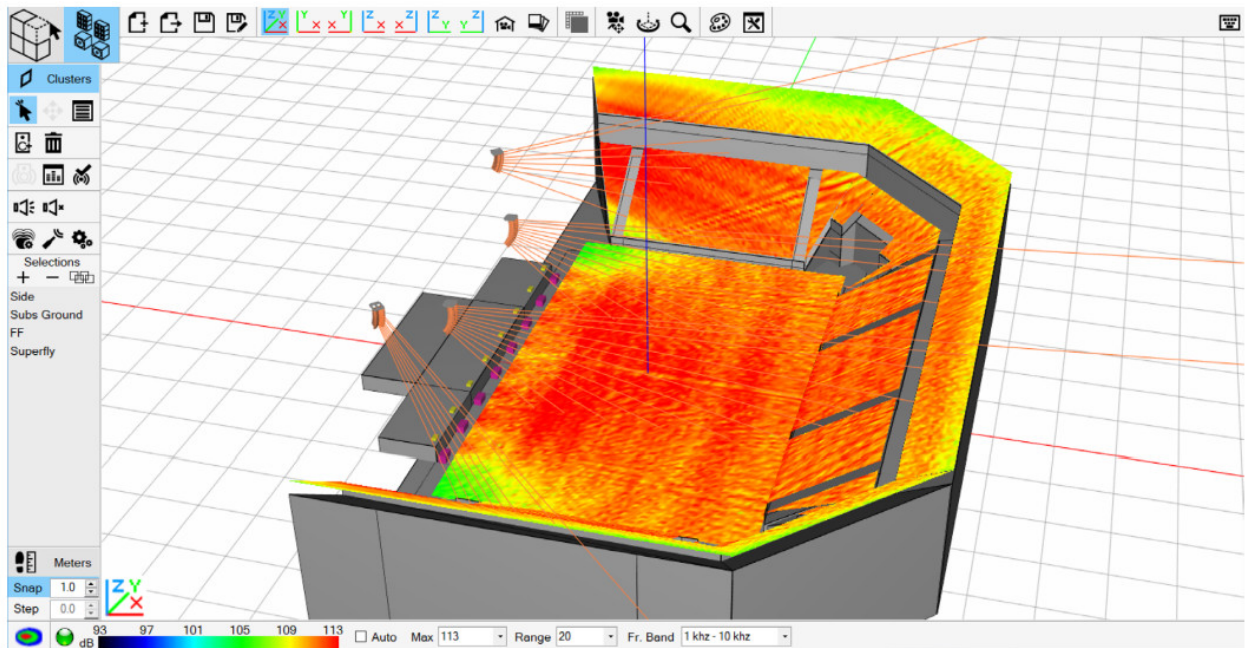 Z Y X
Y X X Y
Z X X Z
Z Y Y Z
Clusters
Selections
Side
Subs Ground
FF
Superfly
Meters
Snap 1.0
Step 0.0
Z Y X
dB 93 97 101 105 109 113
Auto Max 113 Range 20 Fr. Band 1 khz - 10 khz